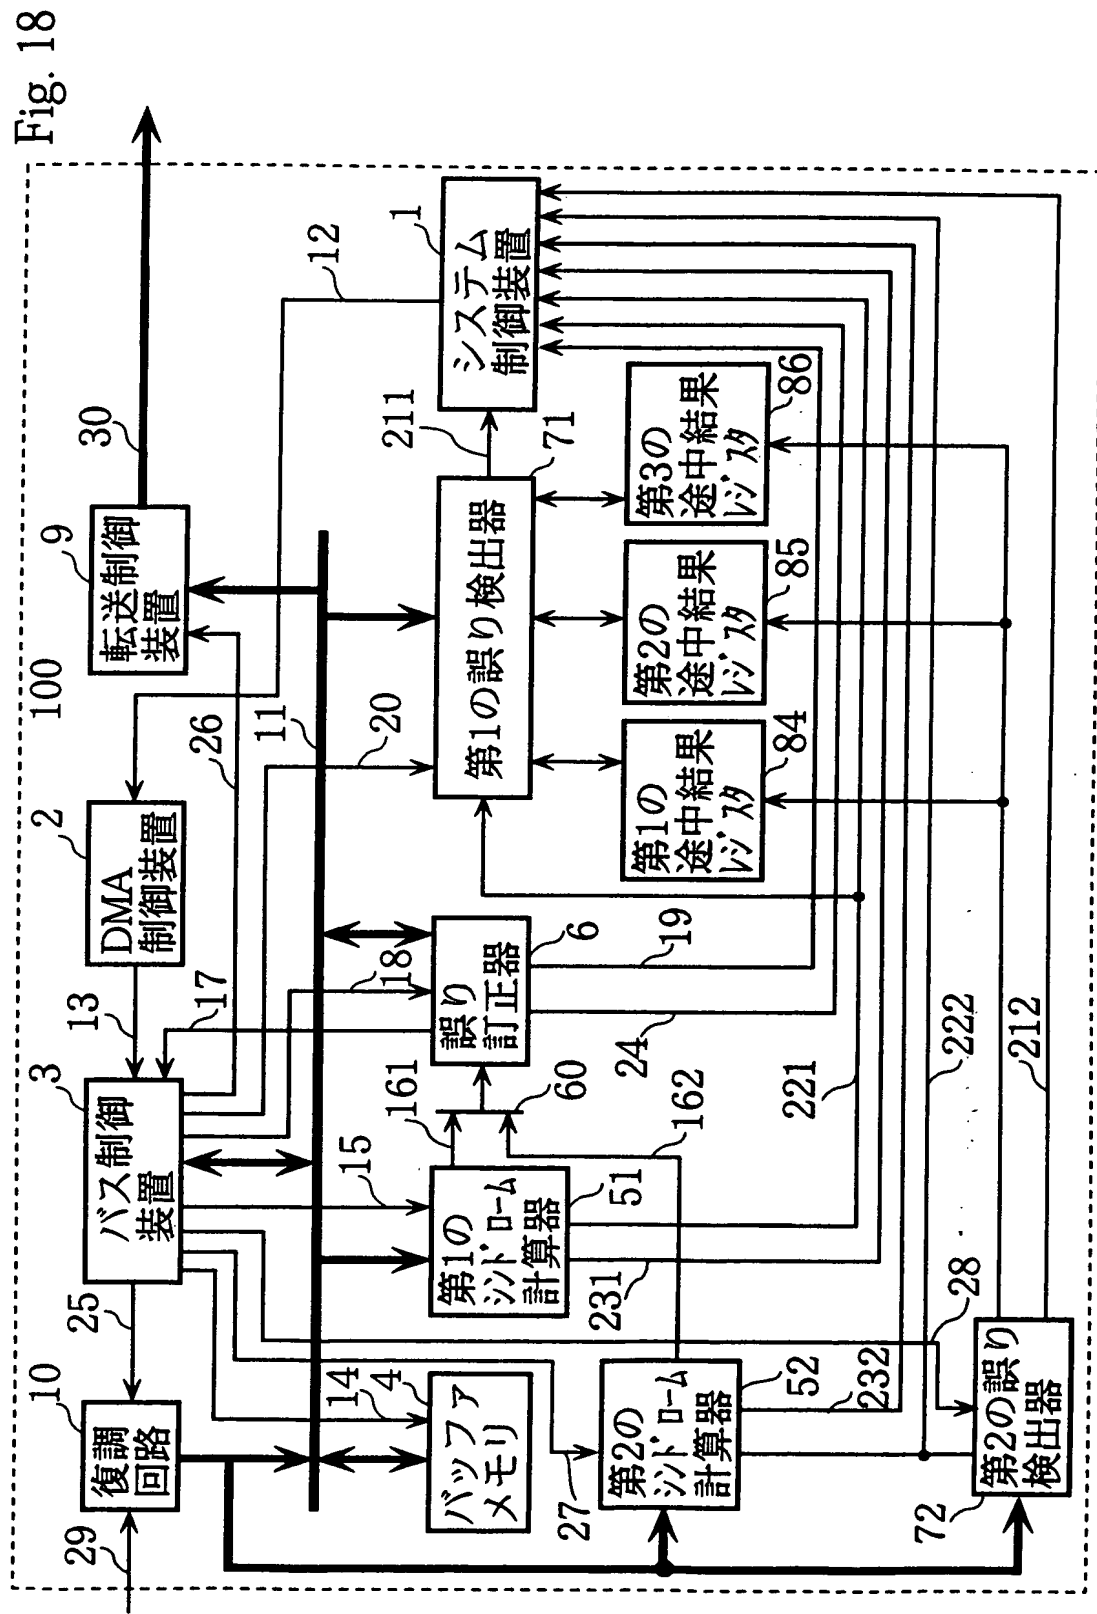 Fig. 18
100
29
復調
回路
10
25
バス制御
装置
3
13
DMA
制御装置
2
転送制御
装置
9
30
26
17
18
11
20
12
システム
制御装置
1
14
バッファ
メモリ
4
15
第1の
シンドローム
計算器
51
161
162
60
誤り
訂正器
6
19
24
第1の誤り検出器
71
211
第1の
途中結果
レジスタ
84
第2の
途中結果
レジスタ
85
第3の
途中結果
レジスタ
86
27
第2の
シンドローム
計算器
52
231
232
221
222
212
28
第2の誤り
検出器
72